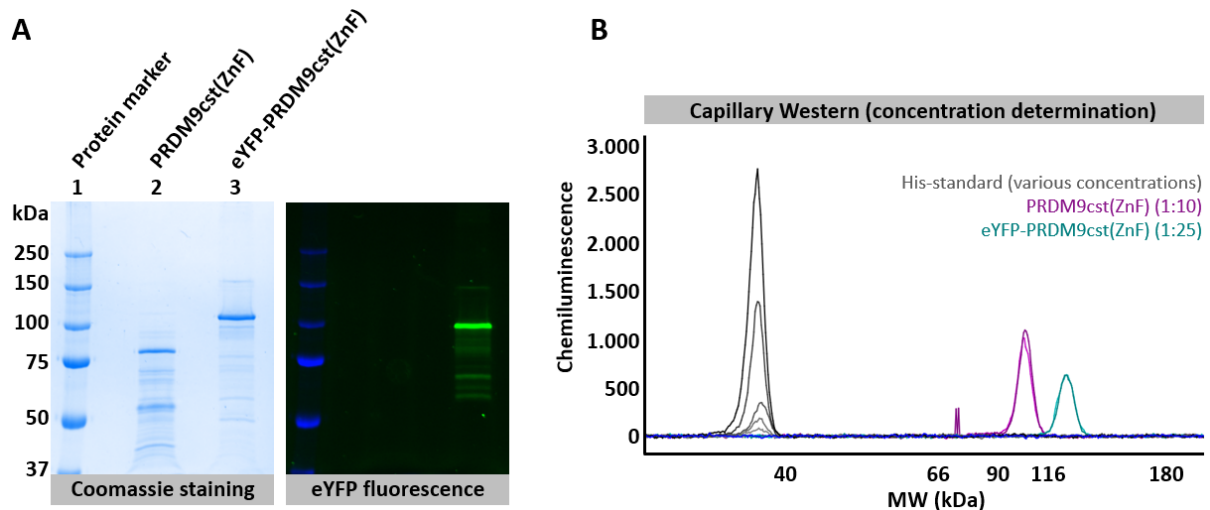 A
Protein marker
PRDM9cst(ZnF)
eYFP-PRDM9cst(ZnF)
1 2 3
kDa
250
150
100
75
50
37
Coomassie staining
eYFP fluorescence
B
Capillary Western (concentration determination)
3.000
2.500
2.000
1.500
1.000
500
0
Chemiluminescence
His-standard (various concentrations)
PRDM9cst(ZnF) (1:10)
eYFP-PRDM9cst(ZnF) (1:25)
40 66 90 116 180
MW (kDa)